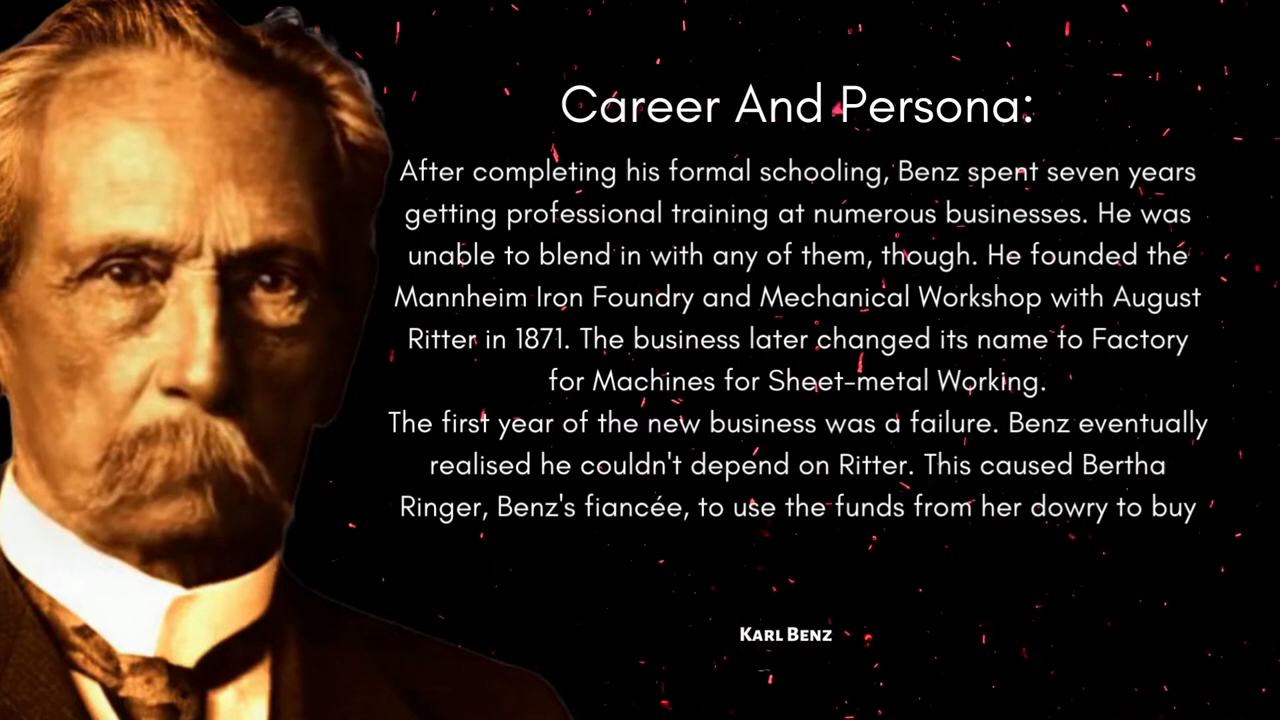 Career And Persona:
After completing his formal schooling, Benz spent seven years
getting professional training at numerous businesses. He was
unable to blend in with any of them, though. He founded the
Mannheim Iron Foundry and Mechanical Workshop with August
Ritter in 1871. The business later changed its name to Factory
for Machines for Sheet-metal Working.
The first year of the new business was a failure. Benz eventually
realised he couldn't depend on Ritter. This caused Bertha
Ringer, Benz's fiancée, to use the funds from her dowry to buy
Karl Benz